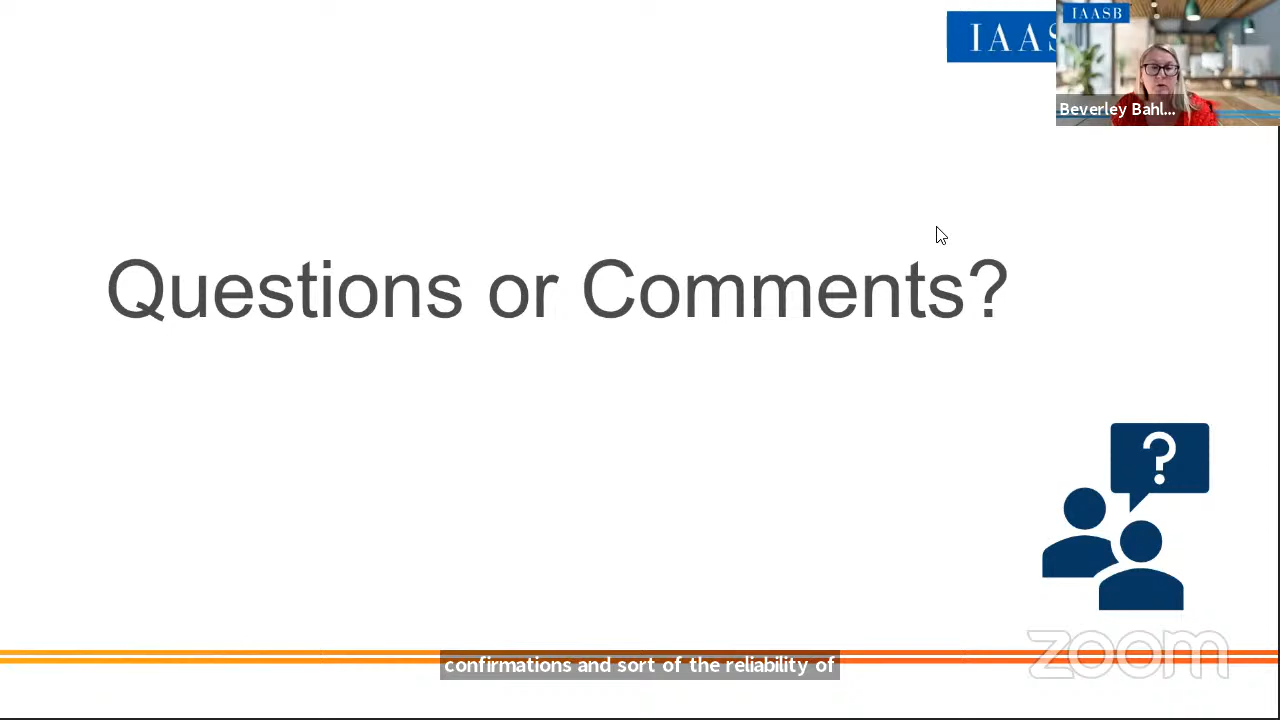 IAAS
IAASB
Beverley Bahl...
Questions or Comments?
?
zoom
confirmations and sort of the reliability of